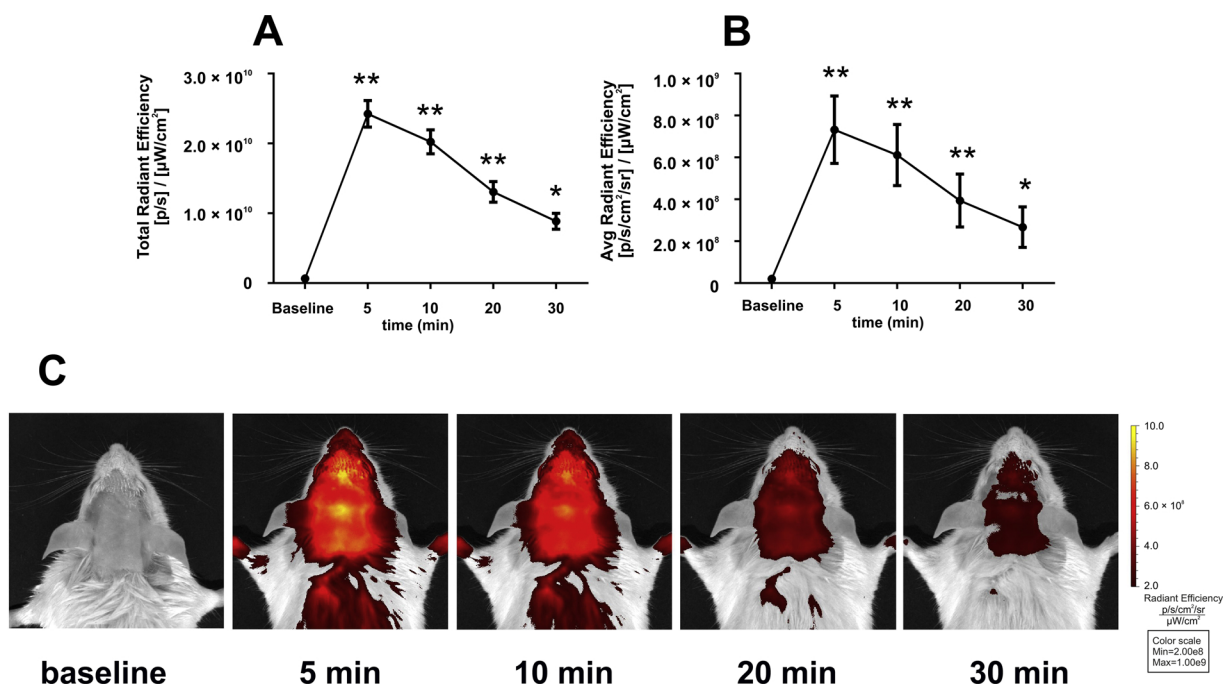 A
Total Radiant Efficiency
[p/s] / [µW/cm²]
3.0 × 10¹⁰
2.0 × 10¹⁰
1.0 × 10¹⁰
0
**
**
**
*
Baseline 5 10 20 30
time (min)
B
Avg Radiant Efficiency
[p/s/cm²/sr] / [µW/cm²]
1.0 × 10⁹
8.0 × 10⁸
6.0 × 10⁸
4.0 × 10⁸
2.0 × 10⁸
0
**
**
**
*
Baseline 5 10 20 30
time (min)
C
baseline 5 min 10 min 20 min 30 min
10.0
8.0
6.0 × 10⁸
4.0
2.0
Radiant Efficiency
p/s/cm²/sr
µW/cm²
Color scale
Min=2.00e8
Max=1.00e9